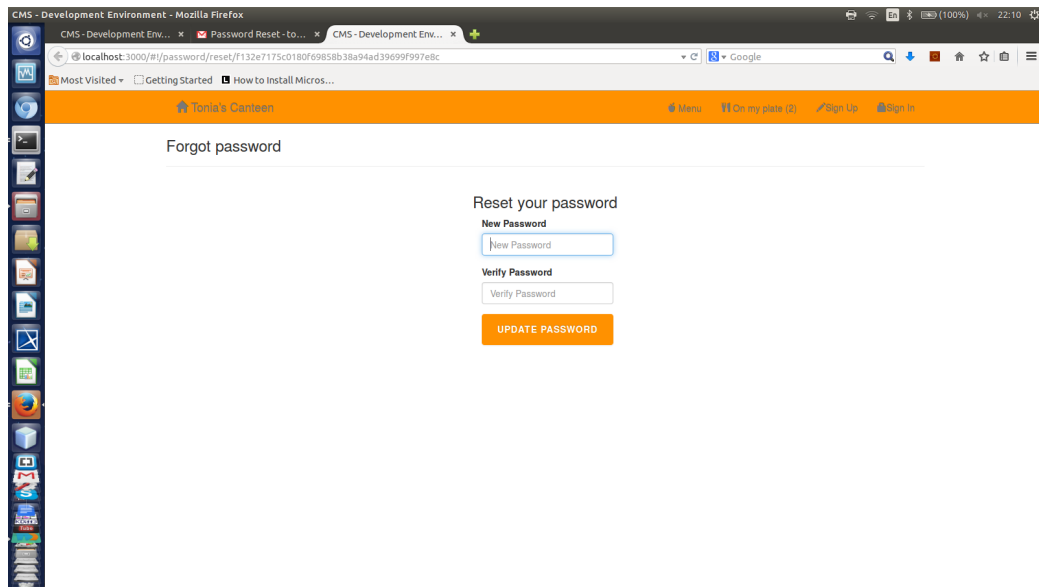 CMS - Development Environment - Mozilla Firefox
En (100%) 22:10
CMS - Development Env... × Password Reset - to... × CMS - Development Env... ×
localhost:3000/#!/password/reset/f132e7175c0180f69858b38a94ad39699f997e8c Google
Most Visited Getting Started How to Install Micros...
Tonia's Canteen Menu On my plate (2) Sign Up Sign In
Forgot password
Reset your password
New Password
New Password
Verify Password
Verify Password
UPDATE PASSWORD